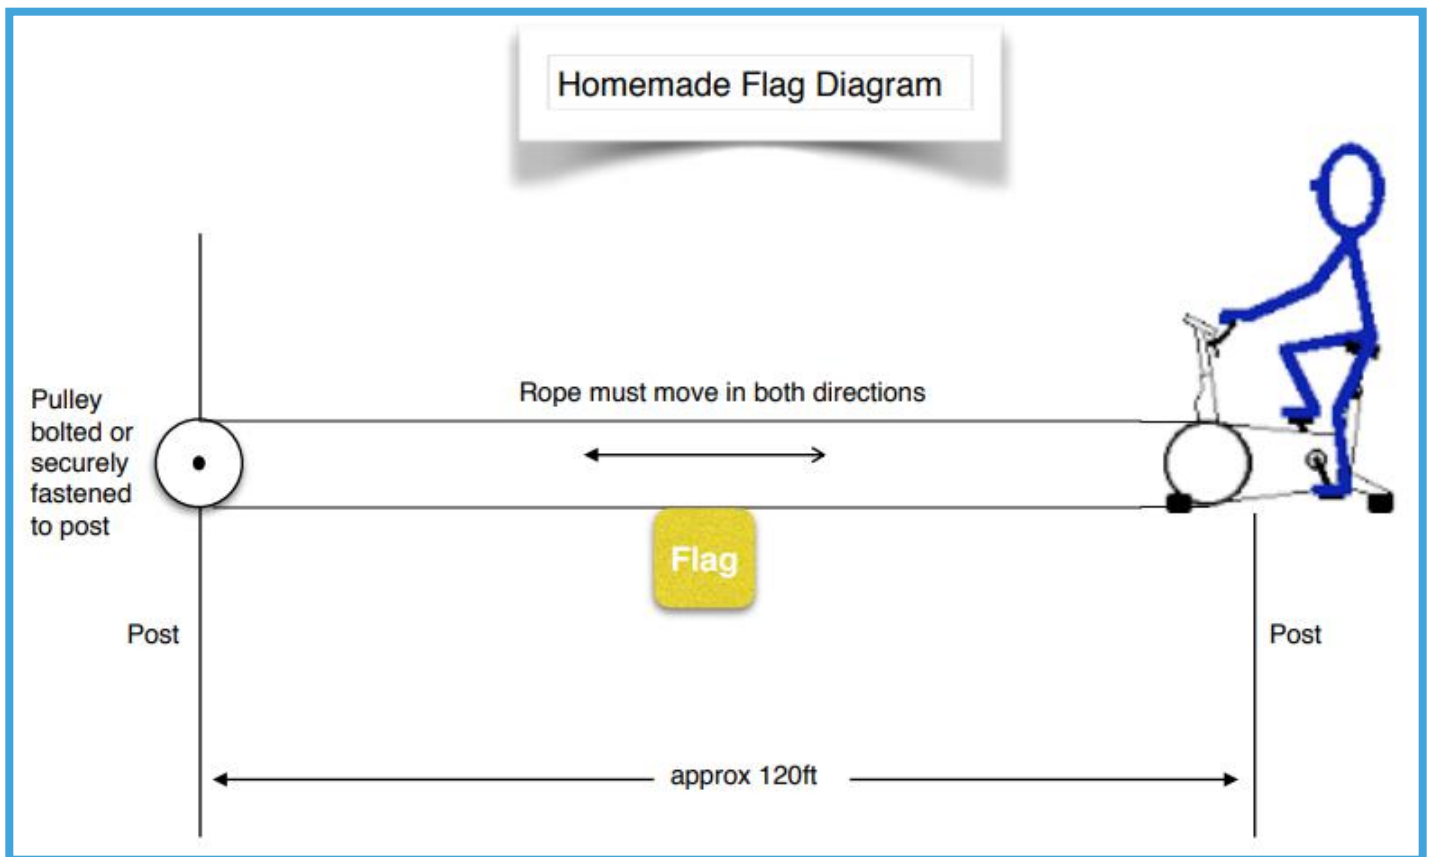 Homemade Flag Diagram
Rope must move in both directions
Pulley
bolted or
securely
fastened
to post
Flag
Post
Post
approx 120ft